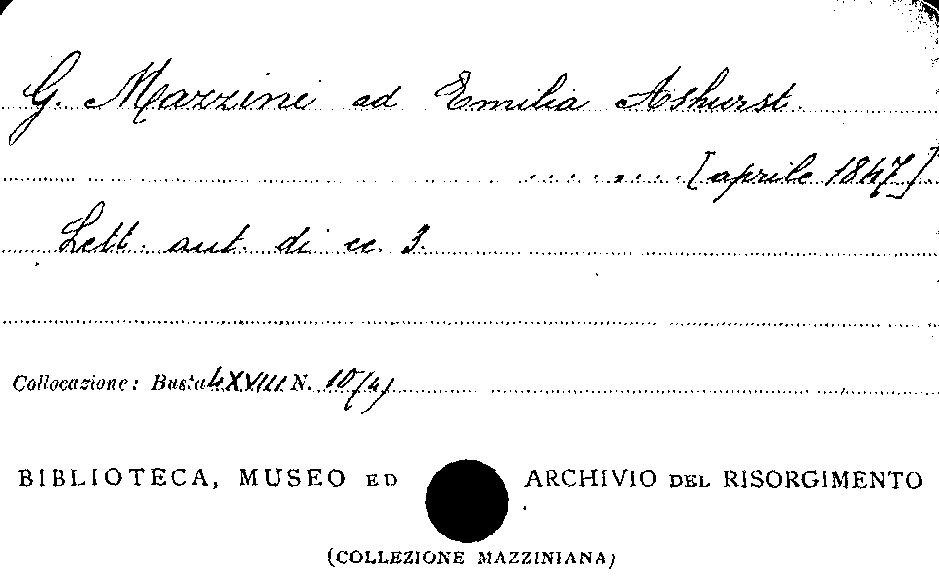 G. Mazzini ad Emilia Ashurst.
[aprile 1847]
Lett. aut. di cc. 3.
Collocazione: Busta LXVIII N. 10/(4)
BIBLIOTECA, MUSEO ED ARCHIVIO DEL RISORGIMENTO
(COLLEZIONE MAZZINIANA)